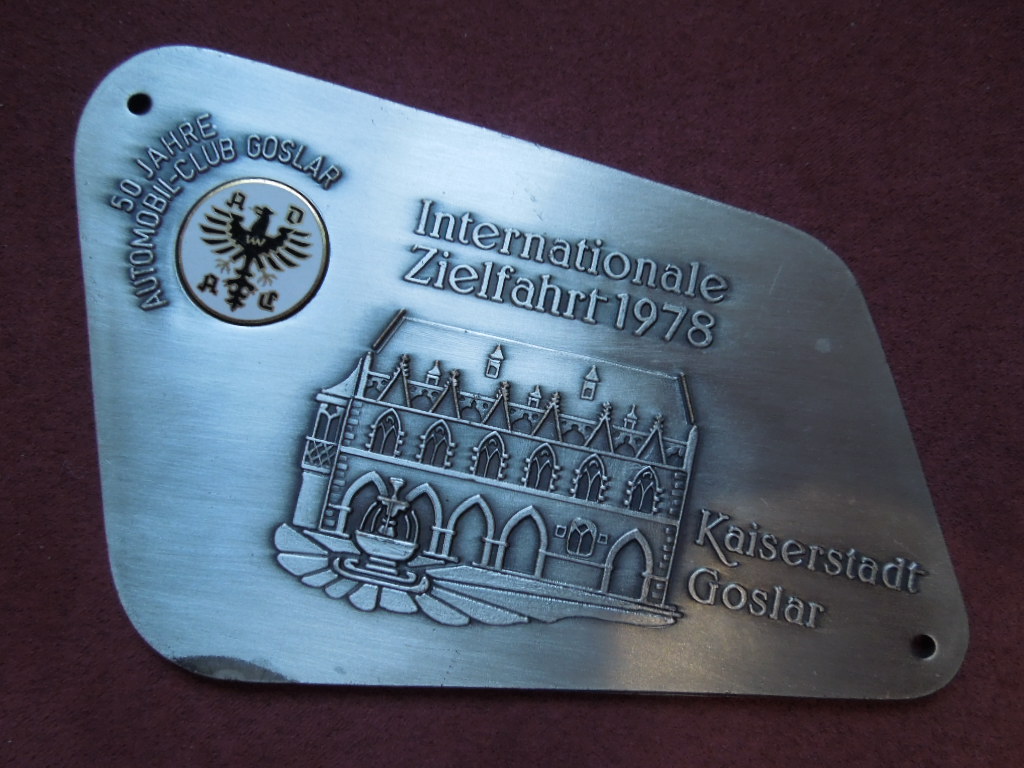 50 JAHRE
AUTOMOBIL-CLUB GOSLAR
A D
A C
Internationale
Zielfahrt 1978
Kaiserstadt
Goslar